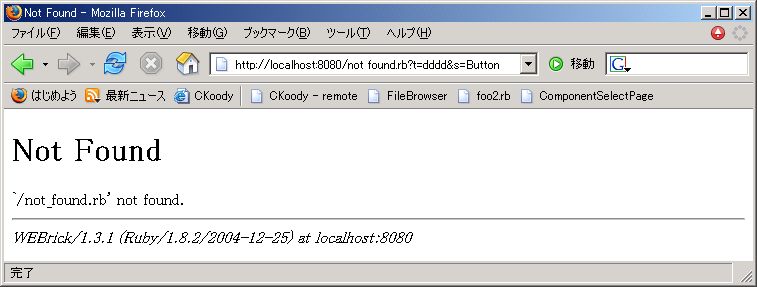 Not Found - Mozilla Firefox
ファイル(F) 編集(E) 表示(V) 移動(G) ブックマーク(B) ツール(T) ヘルプ(H)
http://localhost:8080/not found.rb?t=dddd&s=Button 移動 G
はじめよう 最新ニュース CKoody CKoody - remote FileBrowser foo2.rb ComponentSelectPage
Not Found
`/not_found.rb' not found.
WEBrick/1.3.1 (Ruby/1.8.2/2004-12-25) at localhost:8080
完了